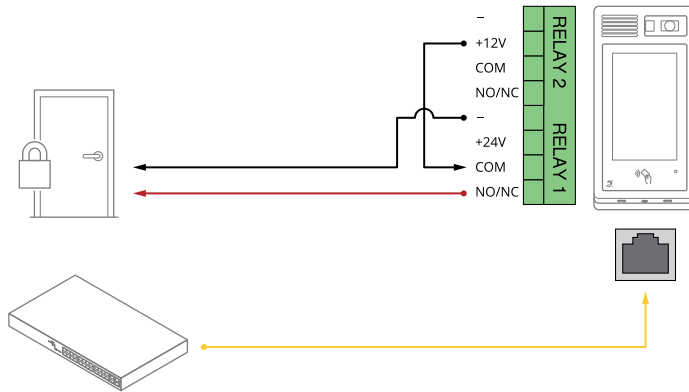 –
+12V
COM
NO/NC
–
+24V
COM
NO/NC
RELAY 2
RELAY 1